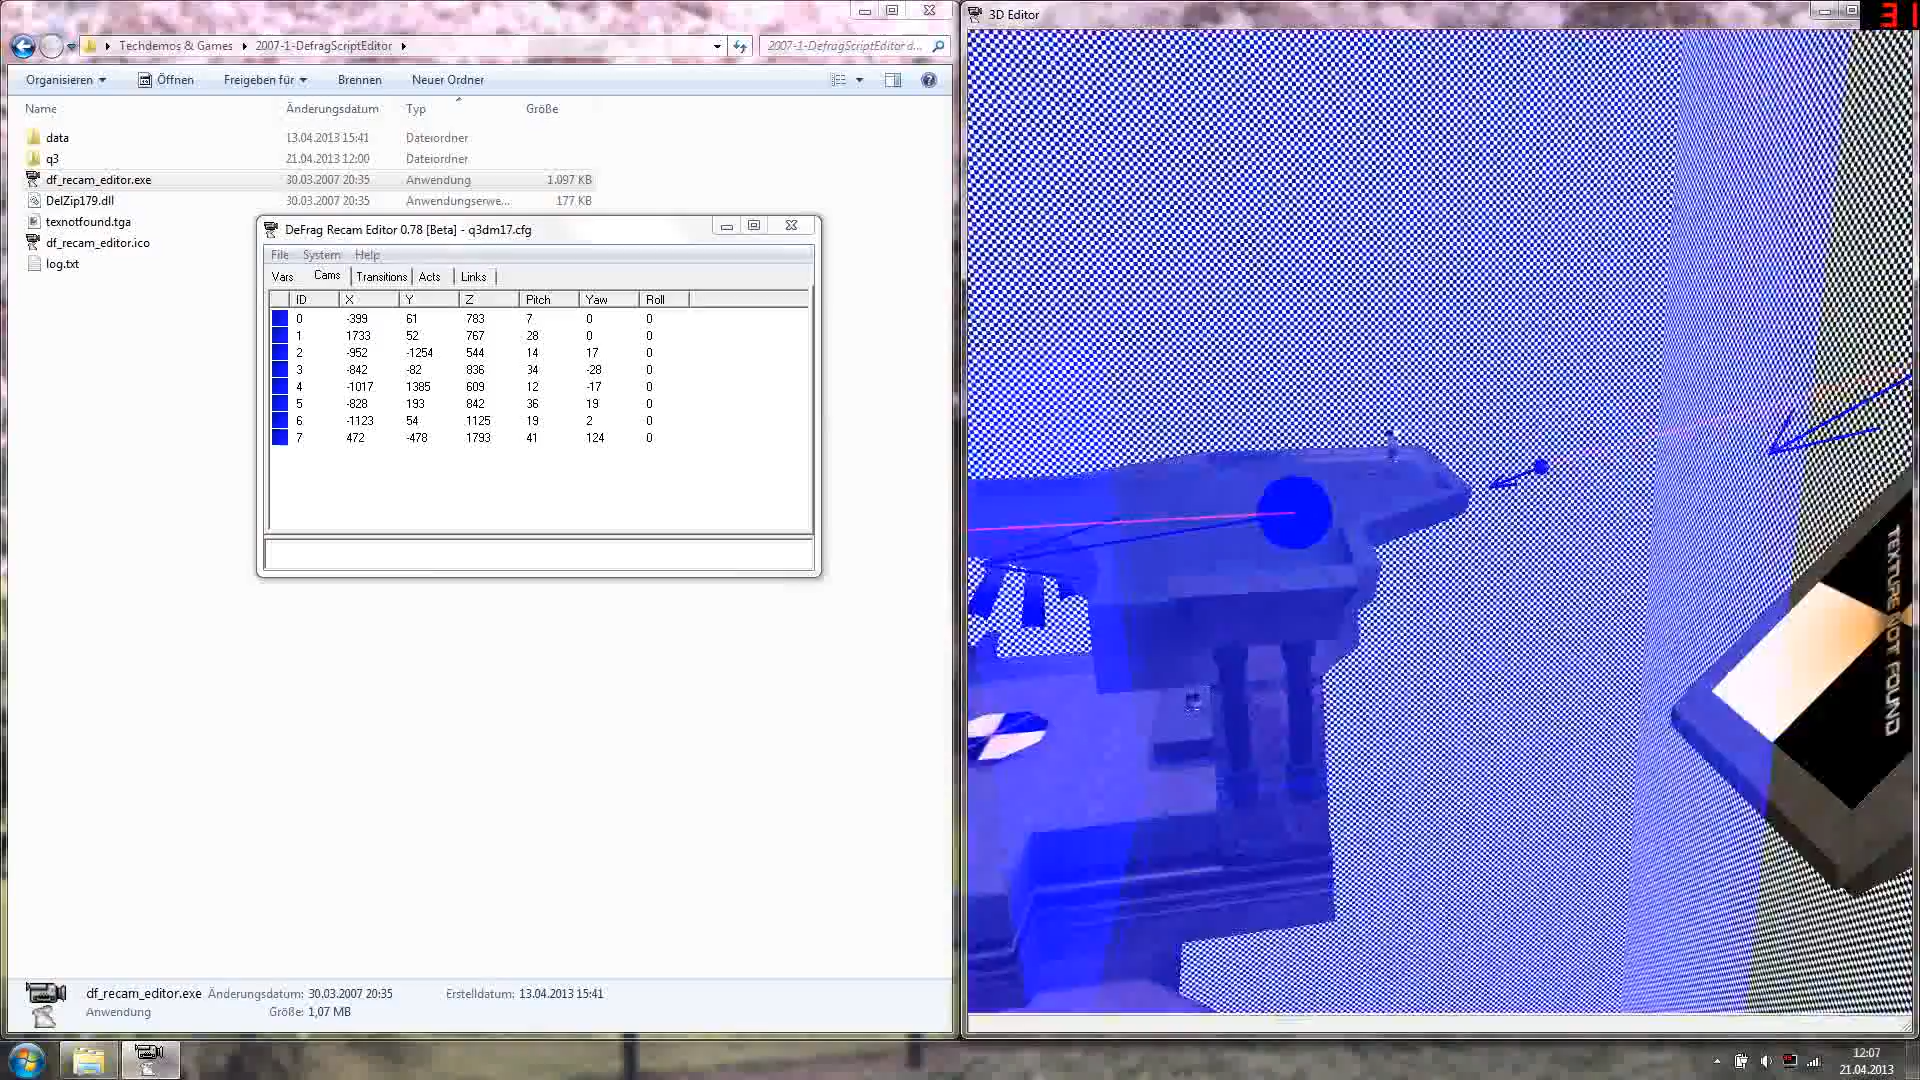 3D Editor
31
Techdemos & Games
2007-1-DefragScriptEditor
2007-1-DefragScriptEditor d...
Organisieren
Öffnen
Freigeben für
Brennen
Neuer Ordner
Name
Änderungsdatum
Typ
Größe
data
13.04.2013 15:41
Dateiordner
q3
21.04.2013 12:00
Dateiordner
df_recam_editor.exe
30.03.2007 20:35
Anwendung
1.097 KB
DelZip179.dll
30.03.2007 20:35
Anwendungserwe...
177 KB
texnotfound.tga
df_recam_editor.ico
log.txt
DeFrag Recam Editor 0.78 [Beta] - q3dm17.cfg
File System Help
Vars Cams Transitions Acts Links
ID X Y Z Pitch Yaw Roll
0 -399 61 783 7 0 0
1 1733 52 767 28 0 0
2 -952 -1254 544 14 17 0
3 -842 -82 836 34 -28 0
4 -1017 1385 609 12 -17 0
5 -828 193 842 36 19 0
6 -1123 54 1125 19 2 0
7 472 -478 1793 41 124 0
TEXTURE NOT FOUND
df_recam_editor.exe Änderungsdatum: 30.03.2007 20:35 Erstelldatum: 13.04.2013 15:41
Anwendung Größe: 1,07 MB
12:07
21.04.2013